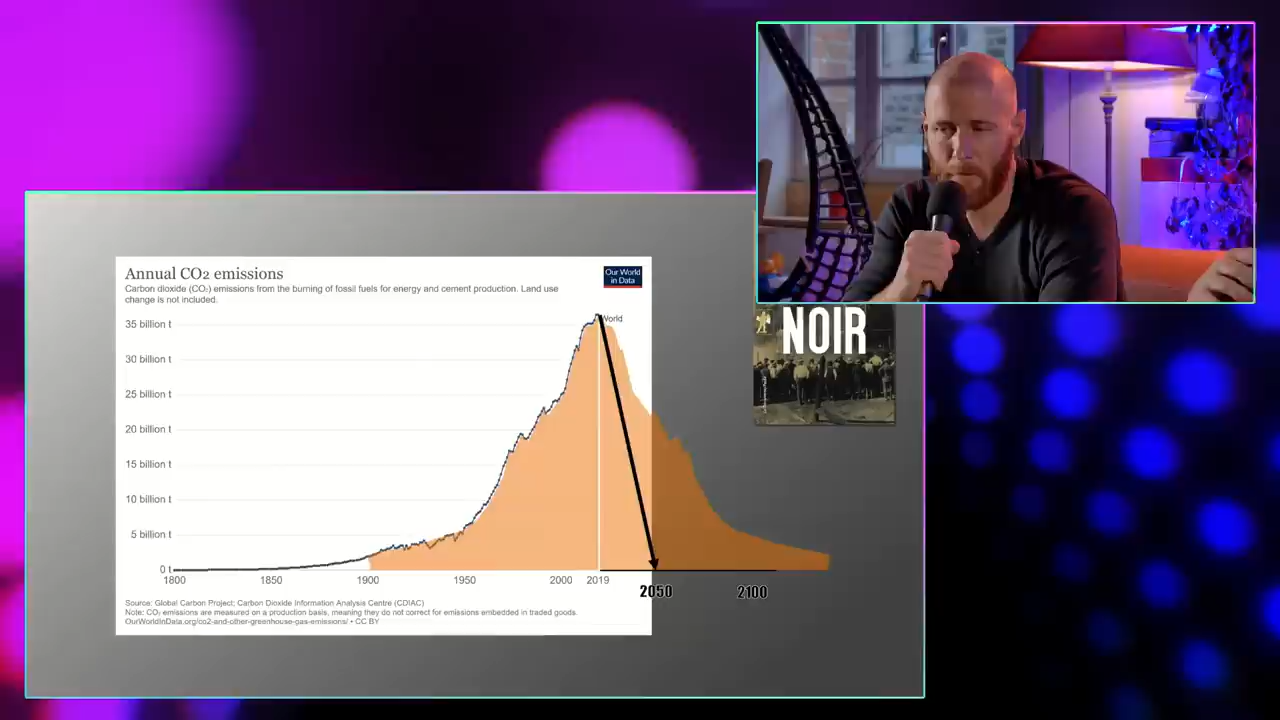 Annual CO₂ emissions
Our World
in Data
Carbon dioxide (CO₂) emissions from the burning of fossil fuels for energy and cement production. Land use
change is not included.
World
35 billion t
30 billion t
25 billion t
20 billion t
15 billion t
10 billion t
5 billion t
0 t
1800
1850
1900
1950
2000
2019
2050
2100
Source: Global Carbon Project; Carbon Dioxide Information Analysis Centre (CDIAC)
Note: CO₂ emissions are measured on a production basis, meaning they do not correct for emissions embedded in traded goods.
OurWorldInData.org/co2-and-other-greenhouse-gas-emissions/ • CC BY
NOIR